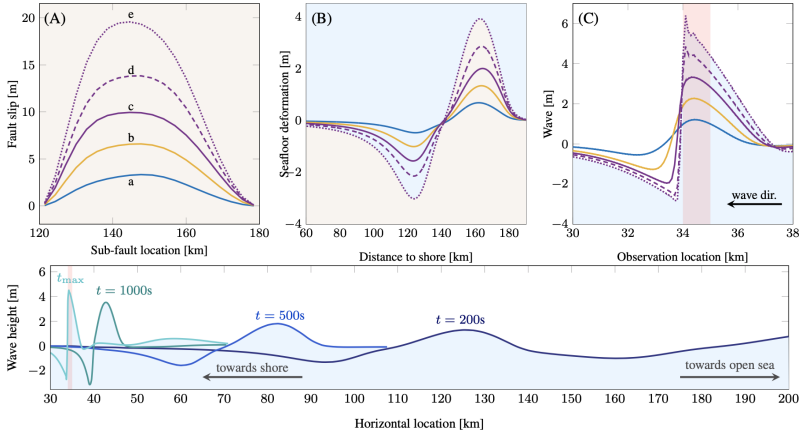 (A)
e
d
c
b
a
Fault slip [m]
20
15
10
5
0
120
140
160
180
Sub-fault location [km]
(B)
Seafloor deformation [m]
4
2
0
−2
−4
60
80
100
120
140
160
180
Distance to shore [km]
(C)
Wave [m]
6
4
2
0
−2
−4
30
32
34
36
38
wave dir.
Observation location [km]
Wave height [m]
6
4
2
0
−2
tmax
t = 1000s
t = 500s
t = 200s
towards shore
towards open sea
30
40
50
60
70
80
90
100
110
120
130
140
150
160
170
180
190
200
Horizontal location [km]